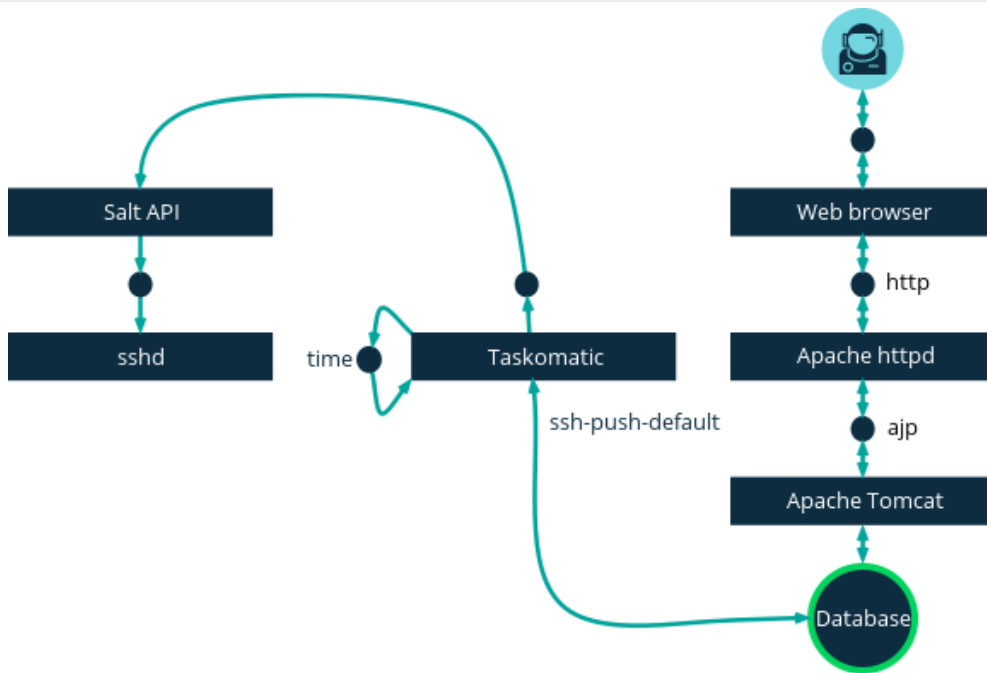 Salt API
Web browser
http
sshd
time
Taskomatic
Apache httpd
ssh-push-default
ajp
Apache Tomcat
Database